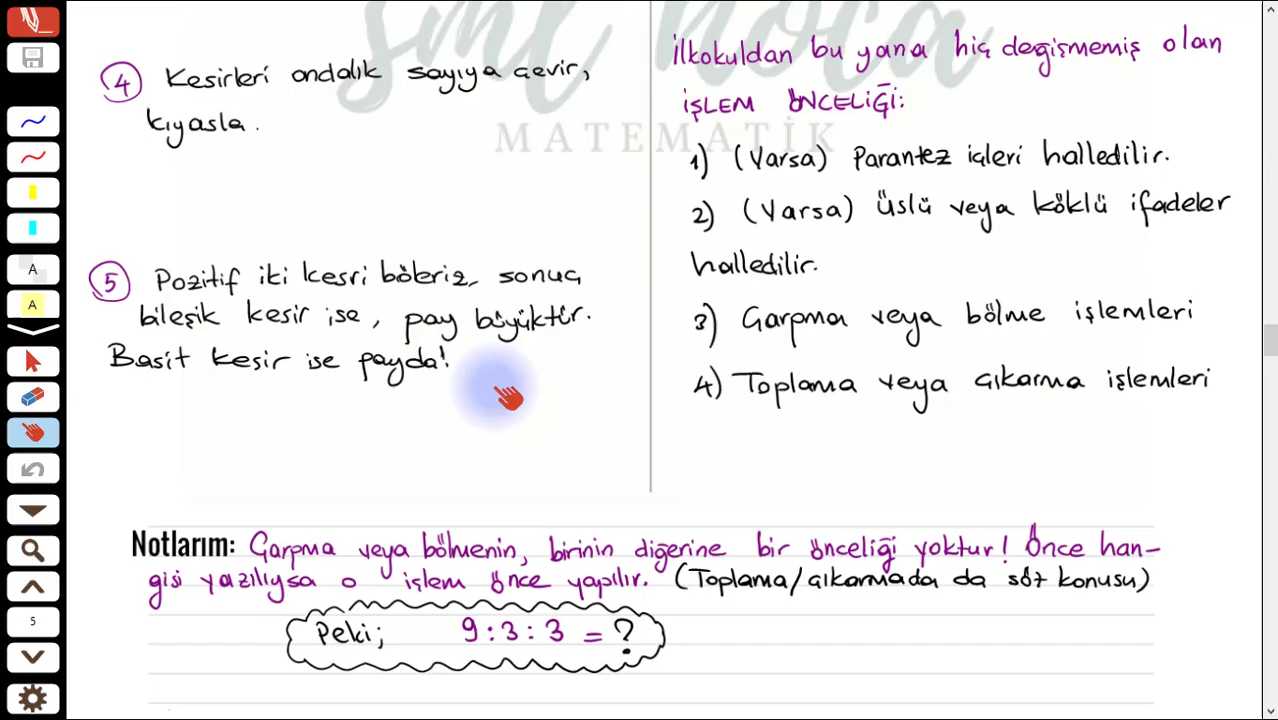 ④ Kesirleri ondalık sayıya çevir,
kıyasla.
⑤ Pozitif iki kesri böleriz, sonuç
bileşik kesir ise, pay büyüktür.
Basit kesir ise payda!
İlkokuldan bu yana hiç değişmemiş olan
İŞLEM ÖNCELİĞİ:
1) (Varsa) Parantez içleri halledilir.
2) (Varsa) üslü veya köklü ifadeler
halledilir.
3) Çarpma veya bölme işlemleri
4) Toplama veya çıkarma işlemleri
MATEMATİK
Notlarım: Çarpma veya bölmenin, birinin diğerine bir önceliği yoktur! Önce han-
gisi yazılıysa o işlem önce yapılır. (Toplama/çıkarmada da söz konusu)
Peki; 9:3:3 = ?
A
A
5